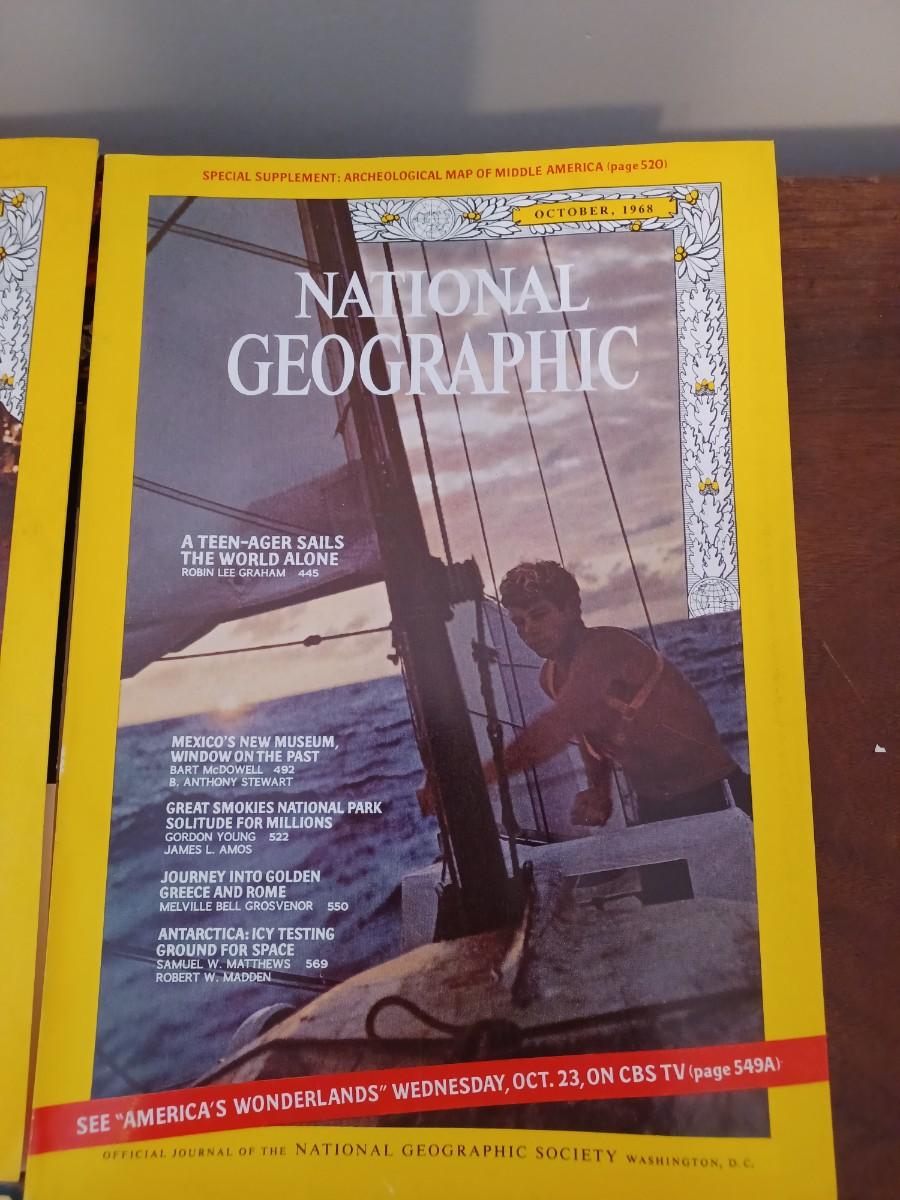 SPECIAL SUPPLEMENT: ARCHEOLOGICAL MAP OF MIDDLE AMERICA (page 520)
OCTOBER, 1968
NATIONAL
GEOGRAPHIC
A TEEN-AGER SAILS
THE WORLD ALONE
ROBIN LEE GRAHAM 445
MEXICO'S NEW MUSEUM,
WINDOW ON THE PAST
BART McDOWELL 492
B. ANTHONY STEWART
GREAT SMOKIES NATIONAL PARK
SOLITUDE FOR MILLIONS
GORDON YOUNG 522
JAMES L. AMOS
JOURNEY INTO GOLDEN
GREECE AND ROME
MELVILLE BELL GROSVENOR 550
ANTARCTICA: ICY TESTING
GROUND FOR SPACE
SAMUEL W. MATTHEWS 569
ROBERT W. MADDEN
SEE "AMERICA'S WONDERLANDS" WEDNESDAY, OCT. 23, ON CBS TV (page 549A)
OFFICIAL JOURNAL OF THE NATIONAL GEOGRAPHIC SOCIETY WASHINGTON, D.C.